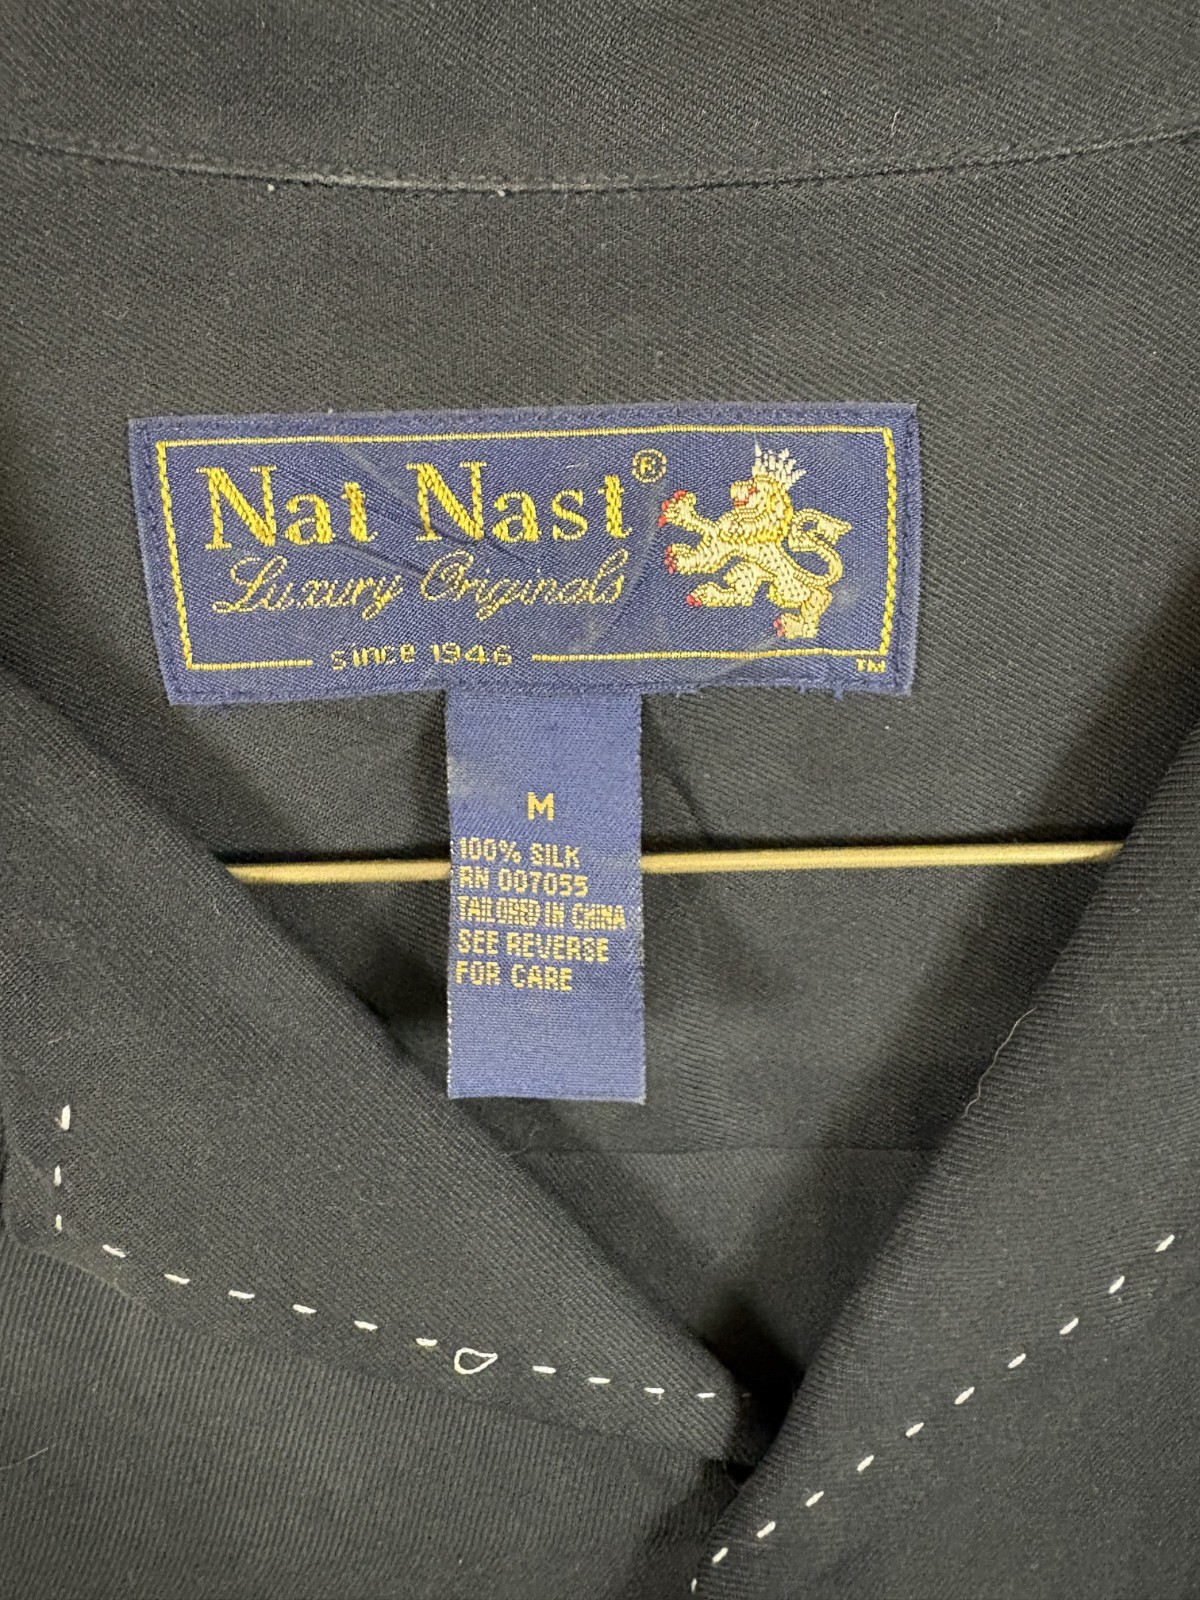 Nat Nast®
Luxury Originals
since 1946
TM
M
100% SILK
RN 007055
TAILORED IN CHINA
SEE REVERSE
FOR CARE